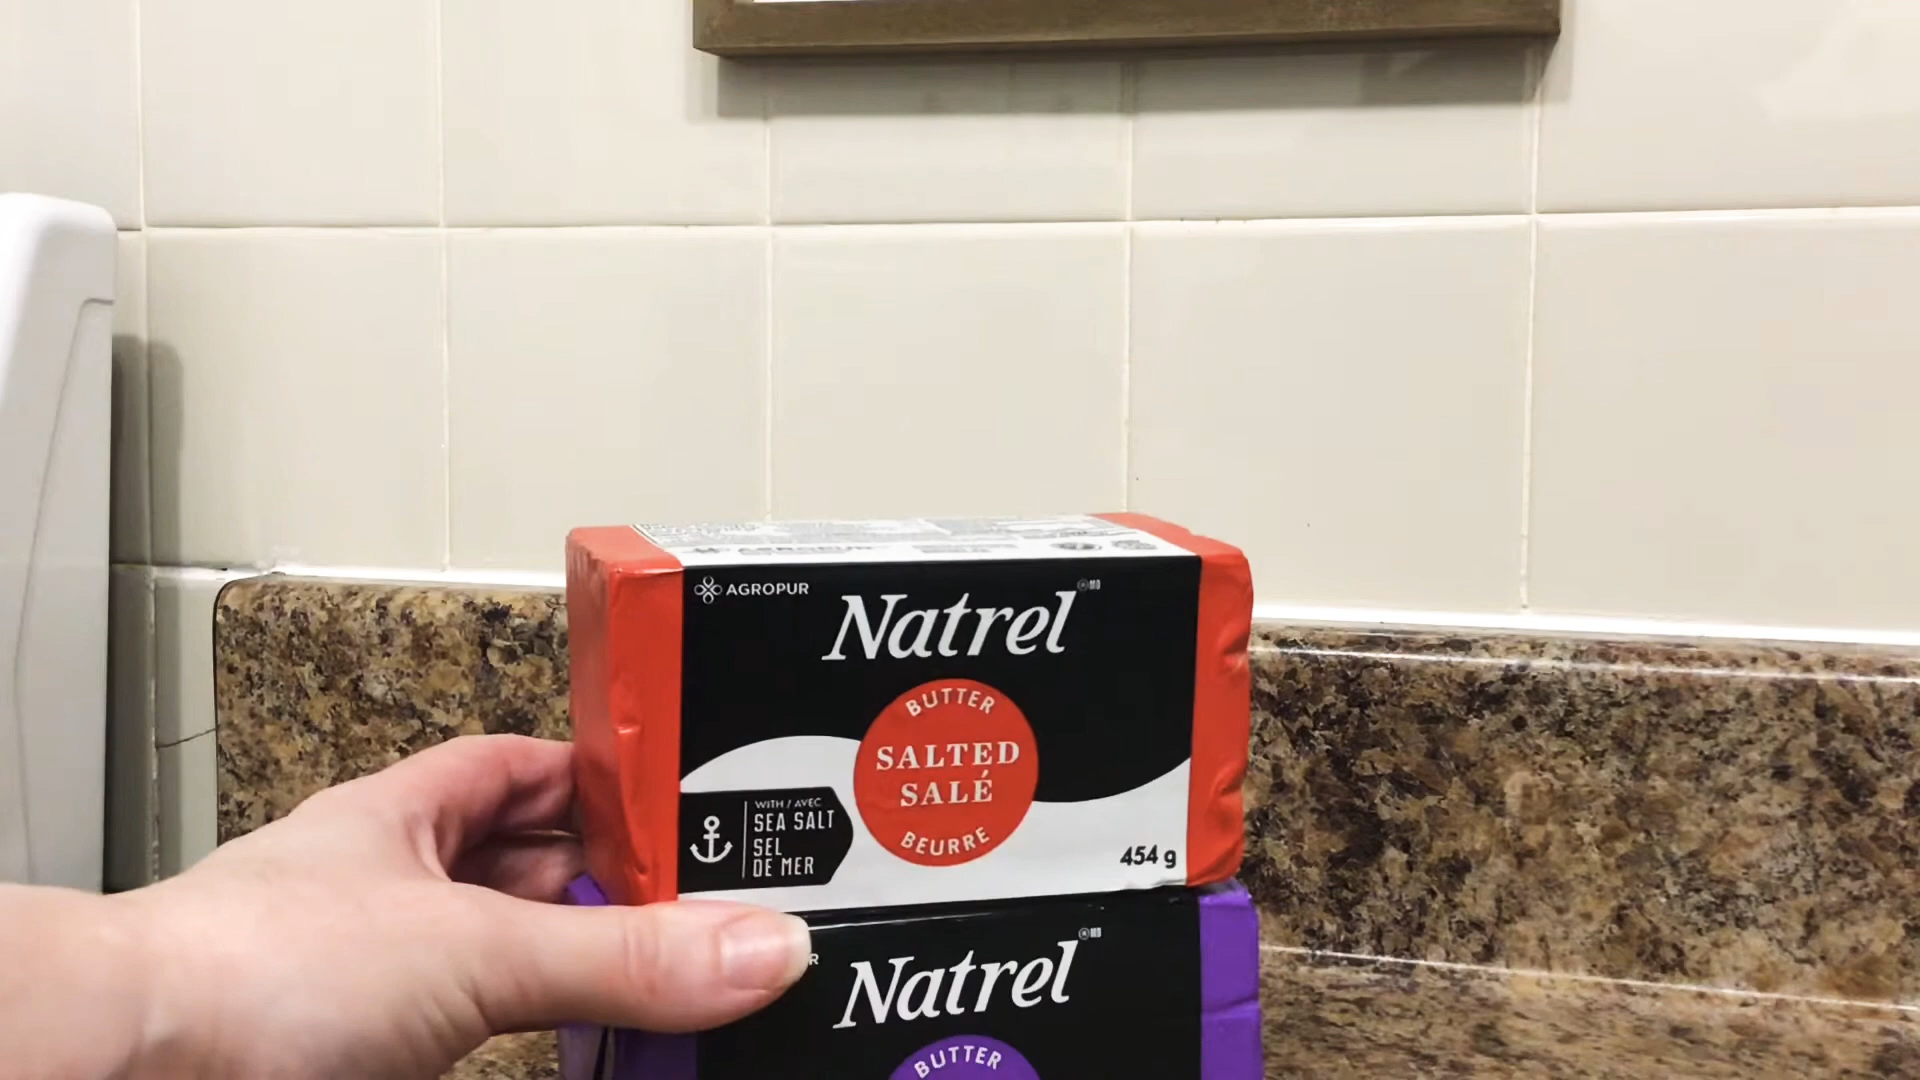 AGROPUR
Natrel
®MD
BUTTER
SALTED
SALÉ
BEURRE
WITH / AVEC
SEA SALT
SEL
DE MER
454 g
R
Natrel
®MD
BUTTER